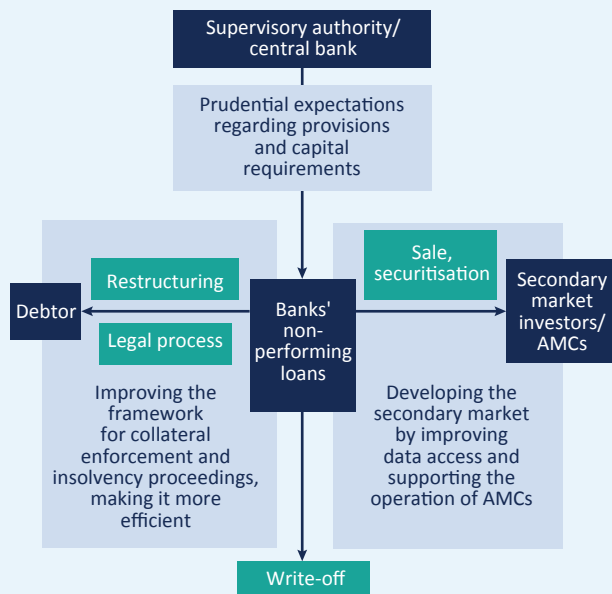 Supervisory authority/
central bank
Prudential expectations
regarding provisions
and capital
requirements
Restructuring
Debtor
Legal process
Banks'
non-
performing
loans
Sale,
securitisation
Secondary
market
investors/
AMCs
Improving the
framework
for collateral
enforcement and
insolvency proceedings,
making it more
efficient
Developing the
secondary market
by improving
data access and
supporting the
operation of AMCs
Write-off